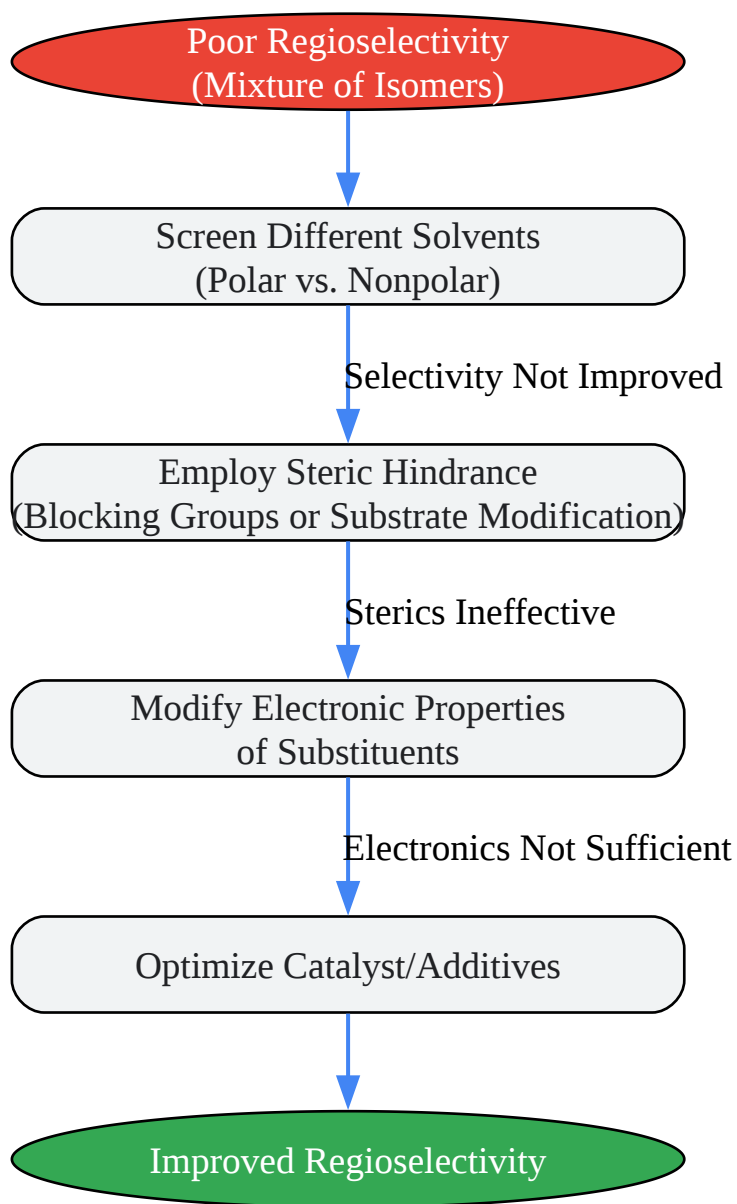 Poor Regioselectivity
(Mixture of Isomers)
Screen Different Solvents
(Polar vs. Nonpolar)
Selectivity Not Improved
Employ Steric Hindrance
(Blocking Groups or Substrate Modification)
Sterics Ineffective
Modify Electronic Properties
of Substituents
Electronics Not Sufficient
Optimize Catalyst/Additives
Improved Regioselectivity